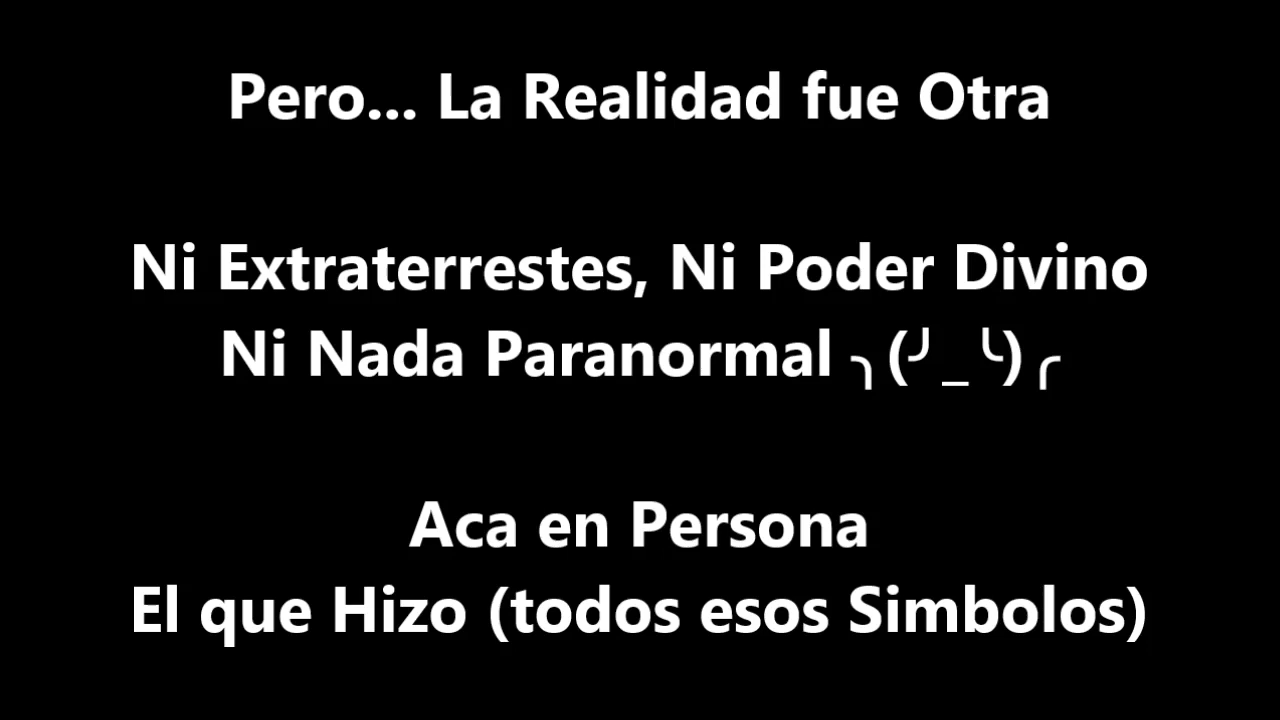 Pero... La Realidad fue Otra
Ni Extraterrestes, Ni Poder Divino
Ni Nada Paranormal ╮(╯_╰)╭
Aca en Persona
El que Hizo (todos esos Simbolos)